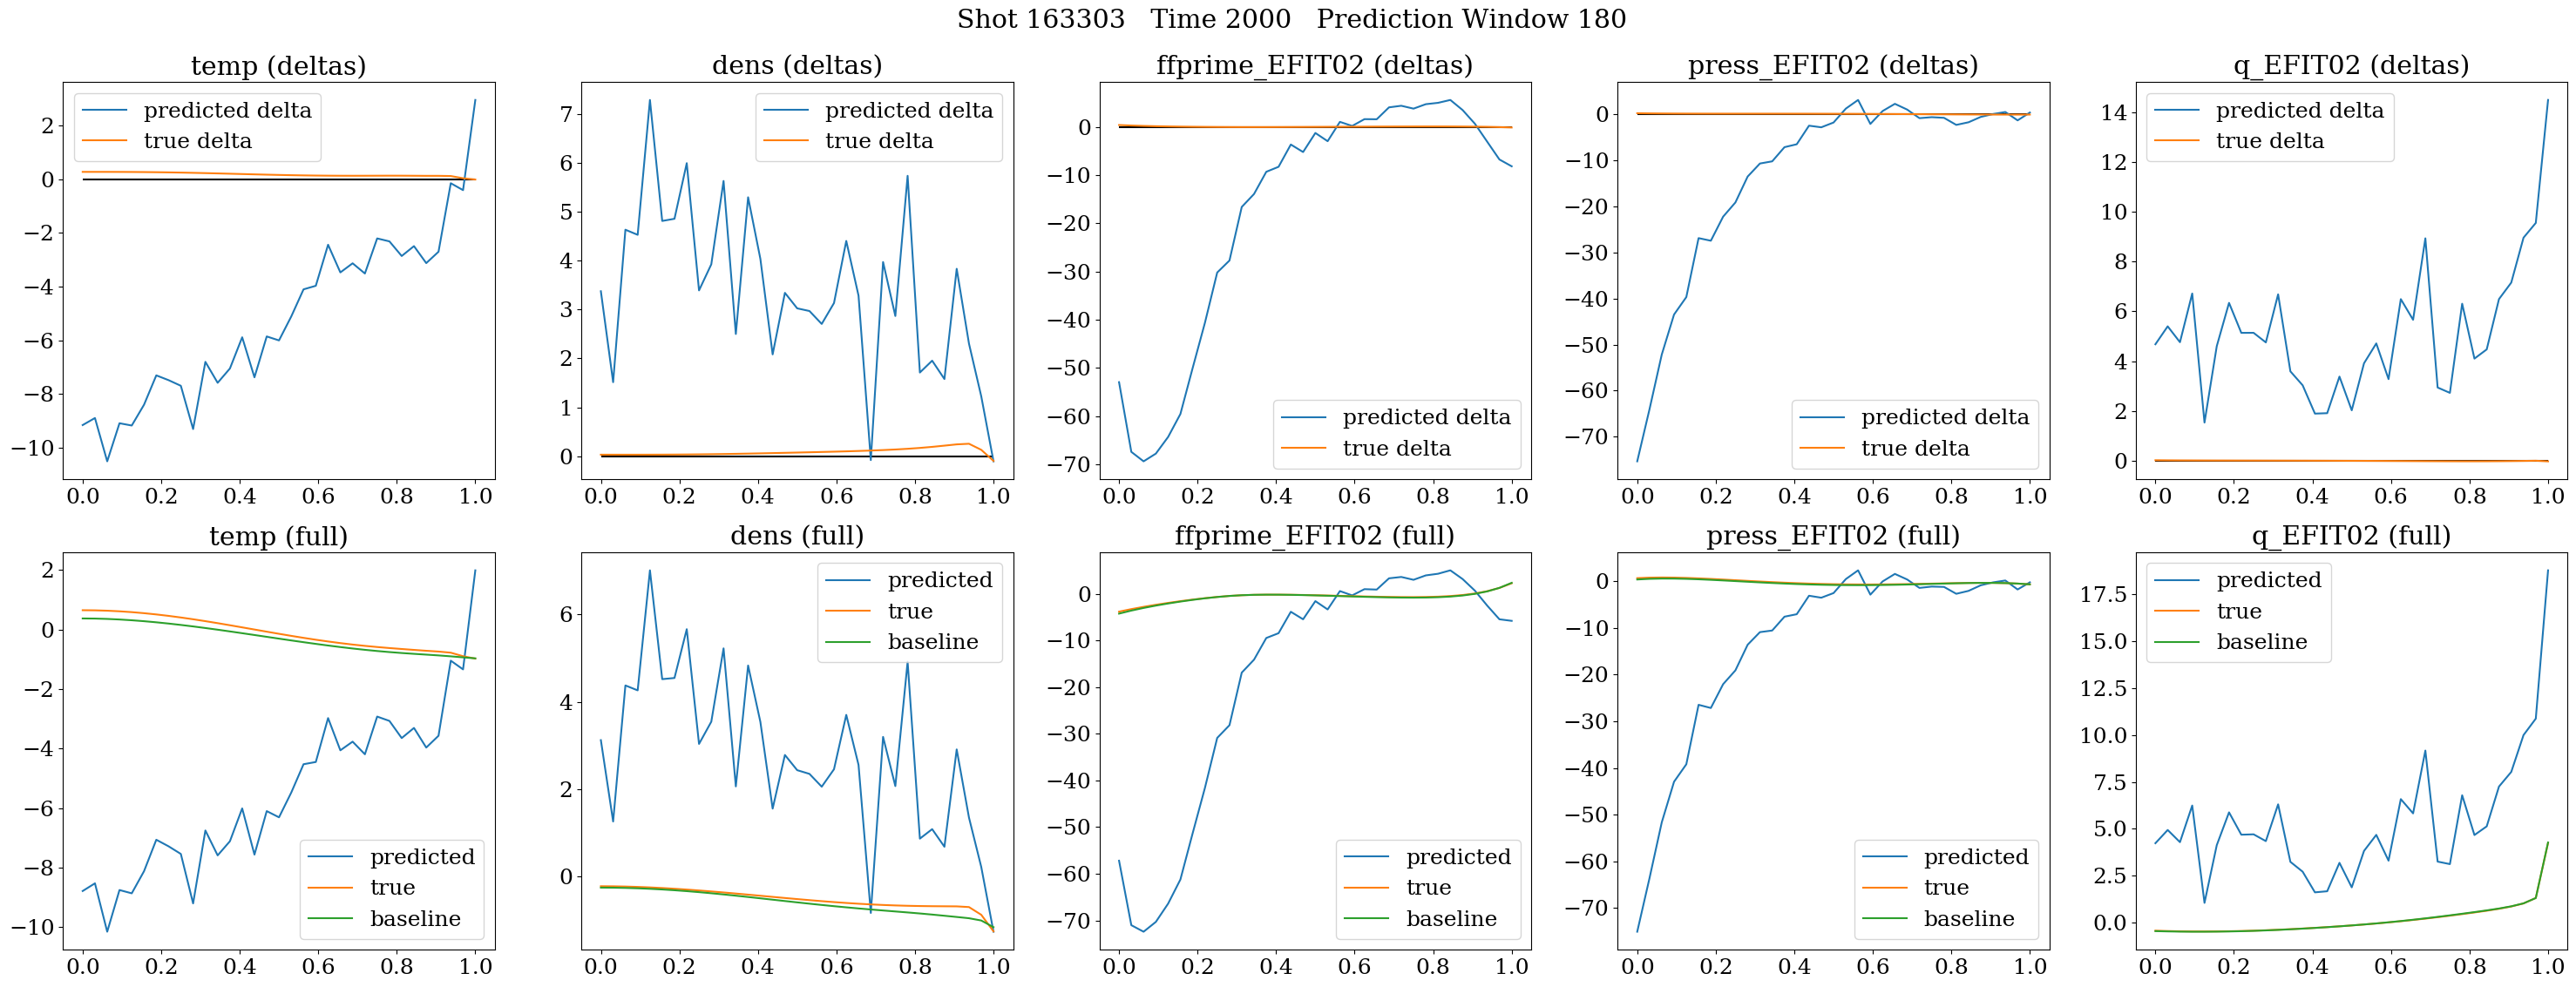 Shot 163303   Time 2000   Prediction Window 180
temp (deltas)
predicted delta
true delta
2
0
−2
−4
−6
−8
−10
0.0 0.2 0.4 0.6 0.8 1.0
dens (deltas)
predicted delta
true delta
7
6
5
4
3
2
1
0
0.0 0.2 0.4 0.6 0.8 1.0
ffprime_EFIT02 (deltas)
0
−10
−20
−30
−40
−50
−60
−70
predicted delta
true delta
0.0 0.2 0.4 0.6 0.8 1.0
press_EFIT02 (deltas)
0
−10
−20
−30
−40
−50
−60
−70
predicted delta
true delta
0.0 0.2 0.4 0.6 0.8 1.0
q_EFIT02 (deltas)
predicted delta
true delta
14
12
10
8
6
4
2
0
0.0 0.2 0.4 0.6 0.8 1.0
temp (full)
2
0
−2
−4
−6
−8
−10
predicted
true
baseline
0.0 0.2 0.4 0.6 0.8 1.0
dens (full)
predicted
true
baseline
6
4
2
0
0.0 0.2 0.4 0.6 0.8 1.0
ffprime_EFIT02 (full)
0
−10
−20
−30
−40
−50
−60
−70
predicted
true
baseline
0.0 0.2 0.4 0.6 0.8 1.0
press_EFIT02 (full)
0
−10
−20
−30
−40
−50
−60
−70
predicted
true
baseline
0.0 0.2 0.4 0.6 0.8 1.0
q_EFIT02 (full)
predicted
true
baseline
17.5
15.0
12.5
10.0
7.5
5.0
2.5
0.0
0.0 0.2 0.4 0.6 0.8 1.0